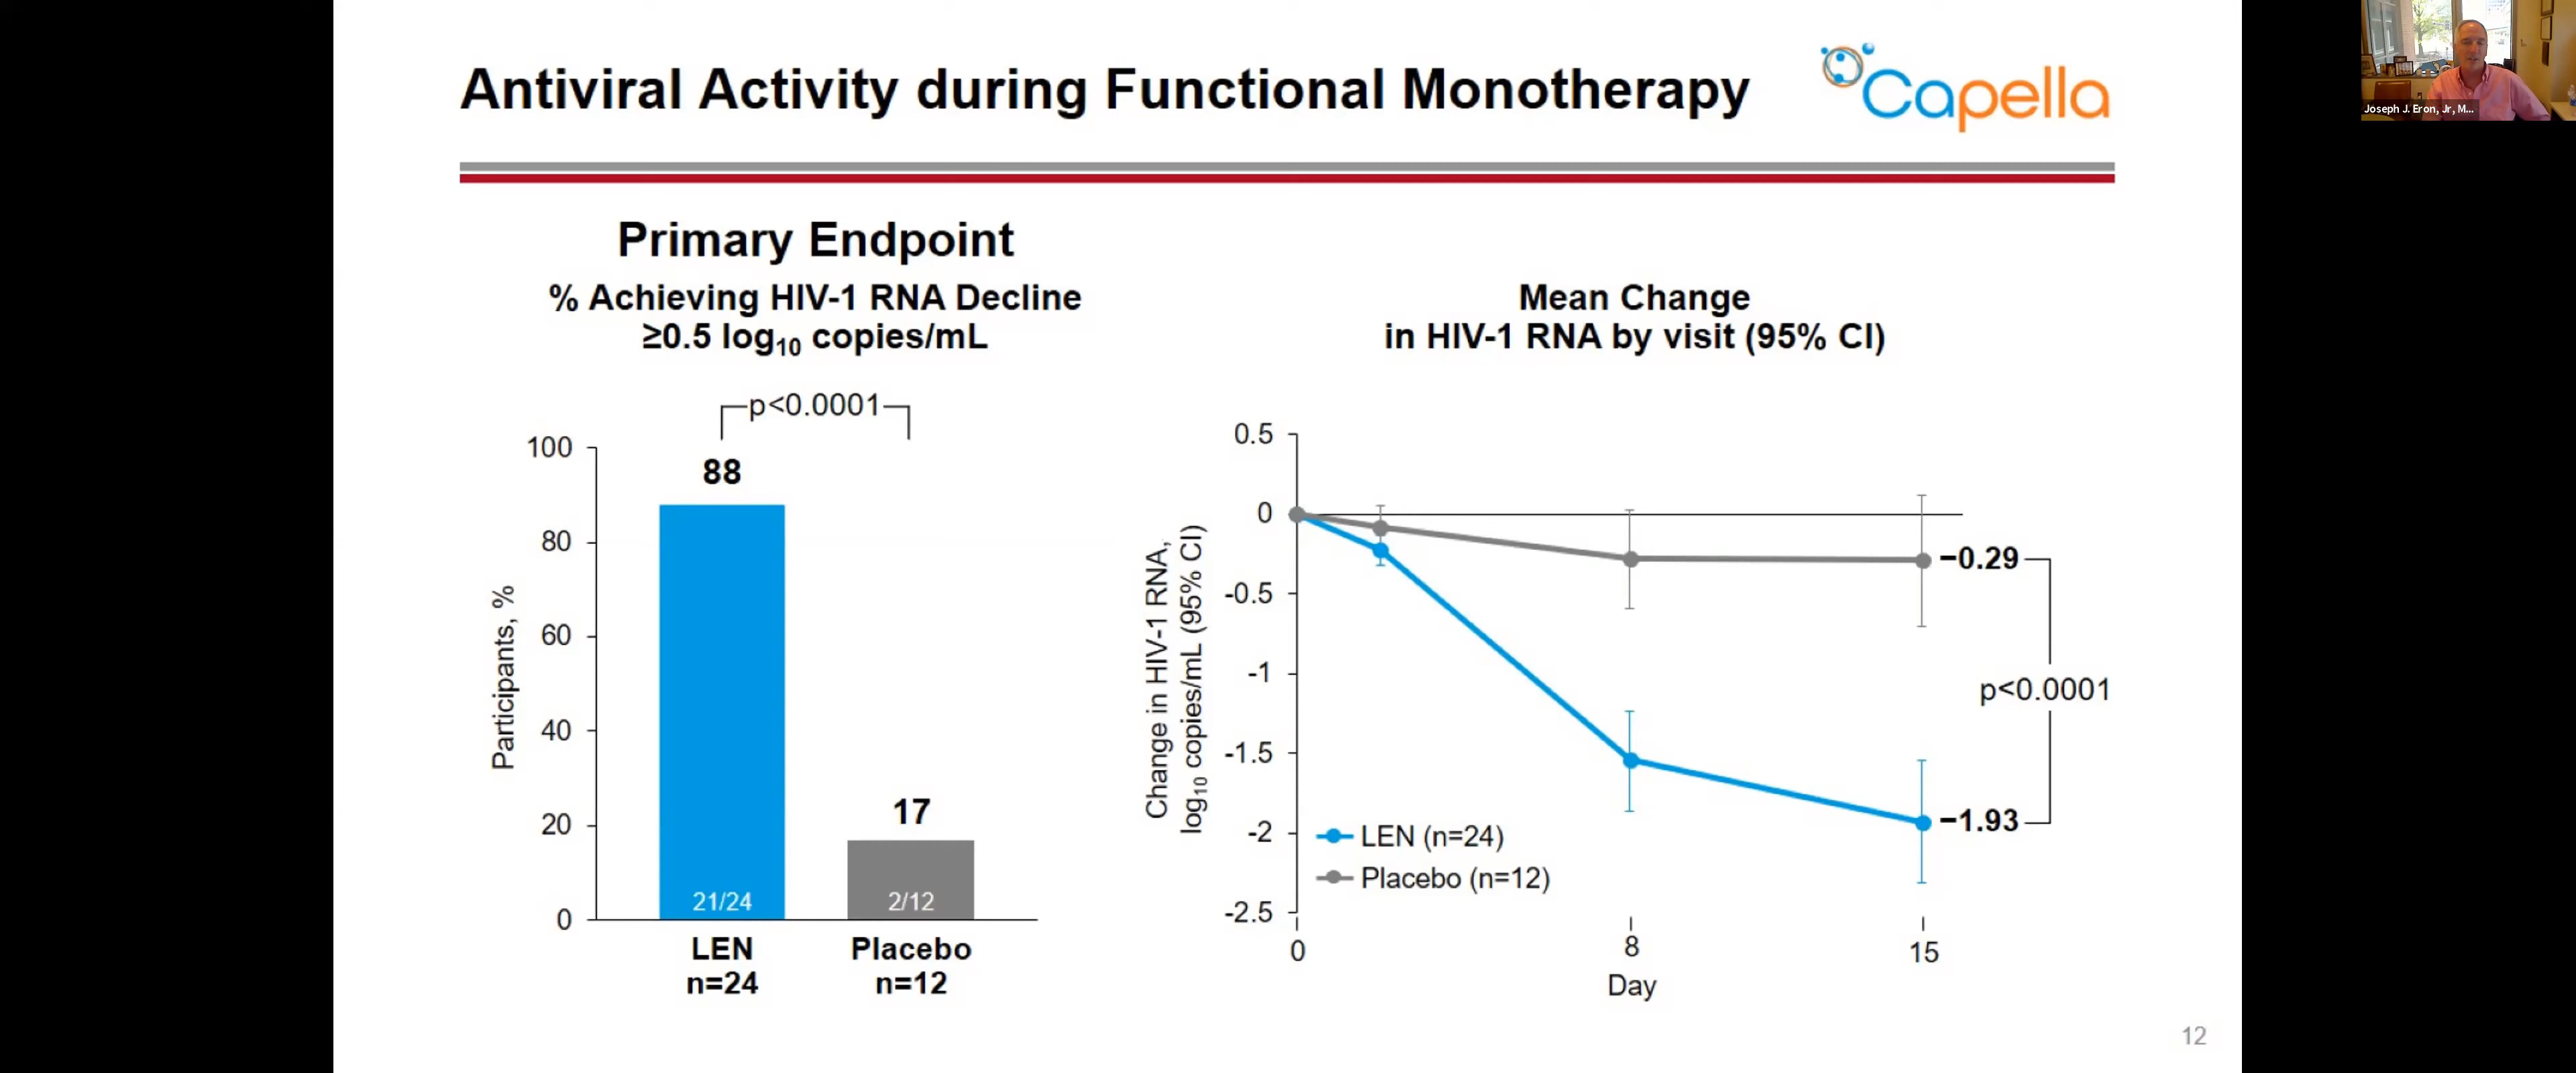 Antiviral Activity during Functional Monotherapy
Capella
Joseph J. Eron, Jr, M...
Primary Endpoint
% Achieving HIV-1 RNA Decline
≥0.5 log10 copies/mL
p<0.0001
Participants, %
100
80
60
40
20
0
88
17
21/24
2/12
LEN
n=24
Placebo
n=12
Mean Change
in HIV-1 RNA by visit (95% CI)
Change in HIV-1 RNA,
log10 copies/mL (95% CI)
0.5
0
-0.5
-1
-1.5
-2
-2.5
−0.29
p<0.0001
−1.93
LEN (n=24)
Placebo (n=12)
0
8
15
Day
12